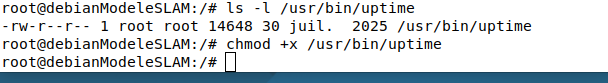 root@debianModeleSLAM:/# ls -l /usr/bin/uptime
-rw-r--r-- 1 root root 14648 30 juil.  2025 /usr/bin/uptime
root@debianModeleSLAM:/# chmod +x /usr/bin/uptime
root@debianModeleSLAM:/#